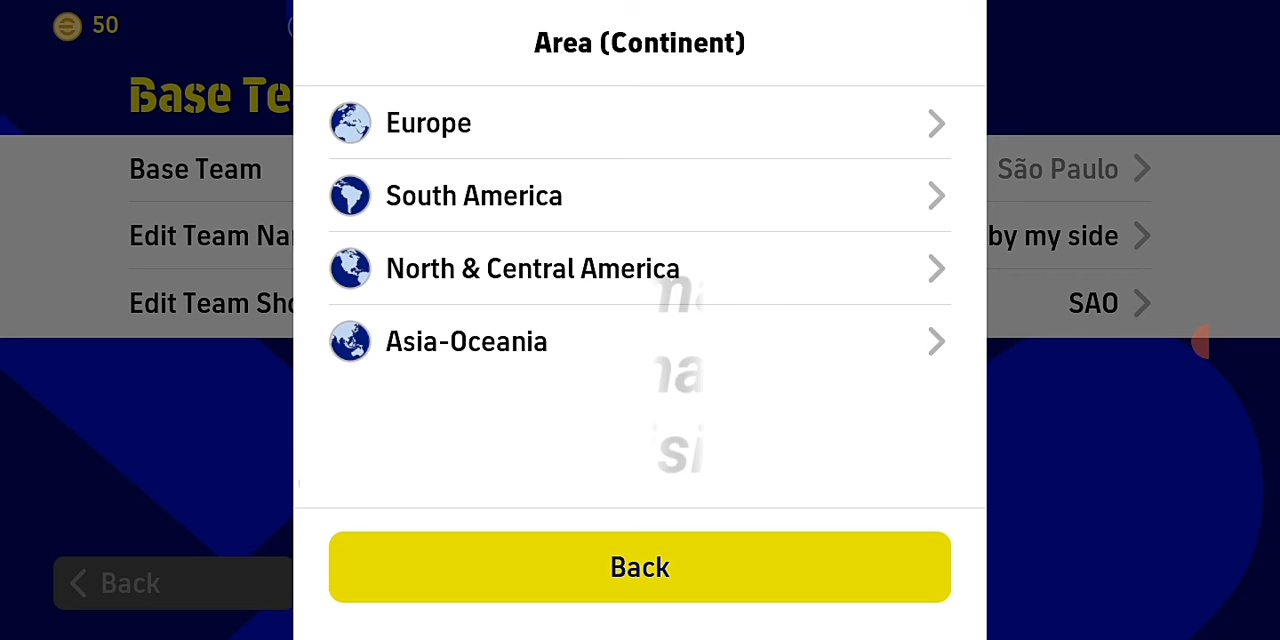 50
Area (Continent)
Base Te
Europe
Base Team
São Paulo
South America
Edit Team Na
by my side
North & Central America
Edit Team Sho
SAO
Asia-Oceania
Back
Back